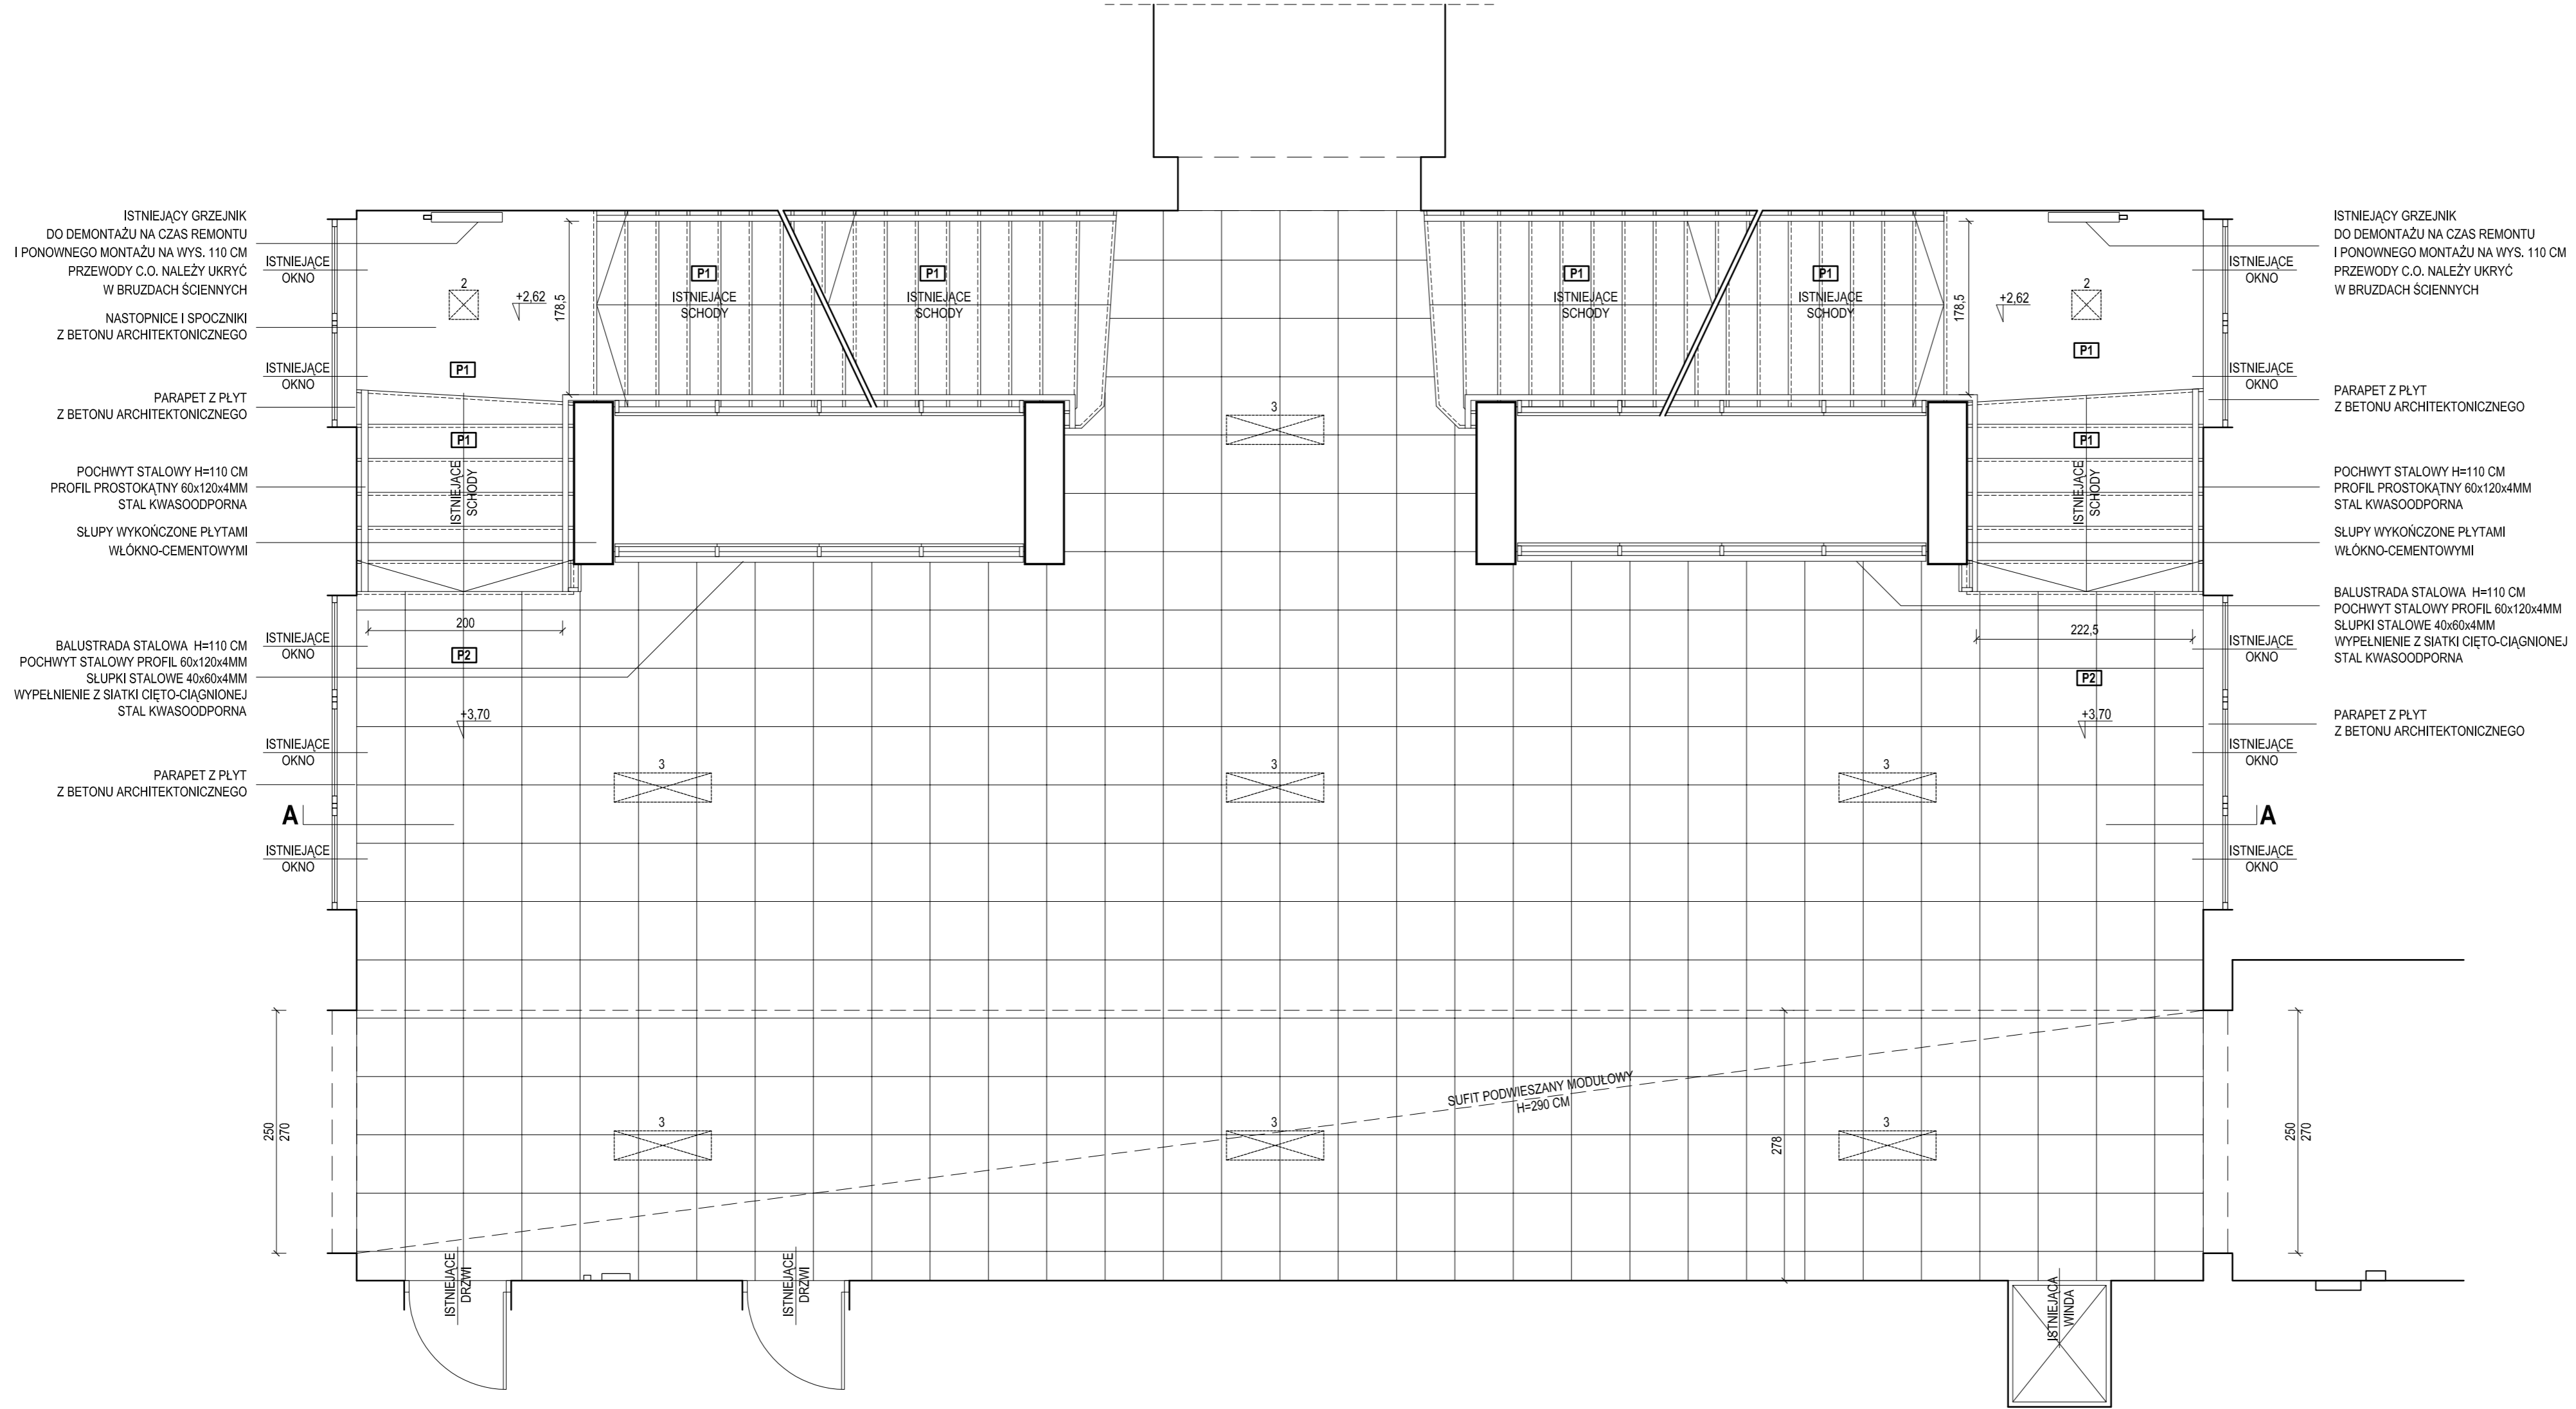 ISTNIEJĄCY GRZEJNIK
DO DEMONTAŻU NA CZAS REMONTU
I PONOWNEGO MONTAŻU NA WYS. 110 CM
PRZEWODY C.O. NALEŻY UKRYĆ
W BRUZDACH ŚCIENNYCH
NASTOPNICE I SPOCZNIKI
Z BETONU ARCHITEKTONICZNEGO
PARAPET Z PŁYT
Z BETONU ARCHITEKTONICZNEGO
POCHWYT STALOWY H=110 CM
PROFIL PROSTOKĄTNY 60x120x4MM
STAL KWASOODPORNA
SŁUPY WYKOŃCZONE PŁYTAMI
WŁÓKNO-CEMENTOWYMI
BALUSTRADA STALOWA H=110 CM
POCHWYT STALOWY PROFIL 60x120x4MM
SŁUPKI STALOWE 40x60x4MM
WYPEŁNIENIE Z SIATKI CIĘTO-CIĄGNIONEJ
STAL KWASOODPORNA
PARAPET Z PŁYT
Z BETONU ARCHITEKTONICZNEGO
A
ISTNIEJĄCE
OKNO
ISTNIEJĄCE
OKNO
ISTNIEJĄCE
OKNO
ISTNIEJĄCE
OKNO
ISTNIEJĄCE
OKNO
2
+2,62
178,5
P1
P1
ISTNIEJĄCE
SCHODY
200
P2
+3,70
P1
ISTNIEJĄCE
SCHODY
P1
ISTNIEJĄCE
SCHODY
P1
ISTNIEJĄCE
SCHODY
P1
ISTNIEJĄCE
SCHODY
3
3
3
3
3
3
3
SUFIT PODWIESZANY MODUŁOWY
H=290 CM
278
250
270
ISTNIEJĄCE
DRZWI
ISTNIEJĄCE
DRZWI
ISTNIEJĄCA
WINDA
178,5
+2,62
2
P1
P1
ISTNIEJĄCE
SCHODY
222,5
P2
+3,70
250
270
ISTNIEJĄCE
OKNO
ISTNIEJĄCE
OKNO
ISTNIEJĄCE
OKNO
ISTNIEJĄCE
OKNO
ISTNIEJĄCE
OKNO
A
ISTNIEJĄCY GRZEJNIK
DO DEMONTAŻU NA CZAS REMONTU
I PONOWNEGO MONTAŻU NA WYS. 110 CM
PRZEWODY C.O. NALEŻY UKRYĆ
W BRUZDACH ŚCIENNYCH
PARAPET Z PŁYT
Z BETONU ARCHITEKTONICZNEGO
POCHWYT STALOWY H=110 CM
PROFIL PROSTOKĄTNY 60x120x4MM
STAL KWASOODPORNA
SŁUPY WYKOŃCZONE PŁYTAMI
WŁÓKNO-CEMENTOWYMI
BALUSTRADA STALOWA H=110 CM
POCHWYT STALOWY PROFIL 60x120x4MM
SŁUPKI STALOWE 40x60x4MM
WYPEŁNIENIE Z SIATKI CIĘTO-CIĄGNIONEJ
STAL KWASOODPORNA
PARAPET Z PŁYT
Z BETONU ARCHITEKTONICZNEGO